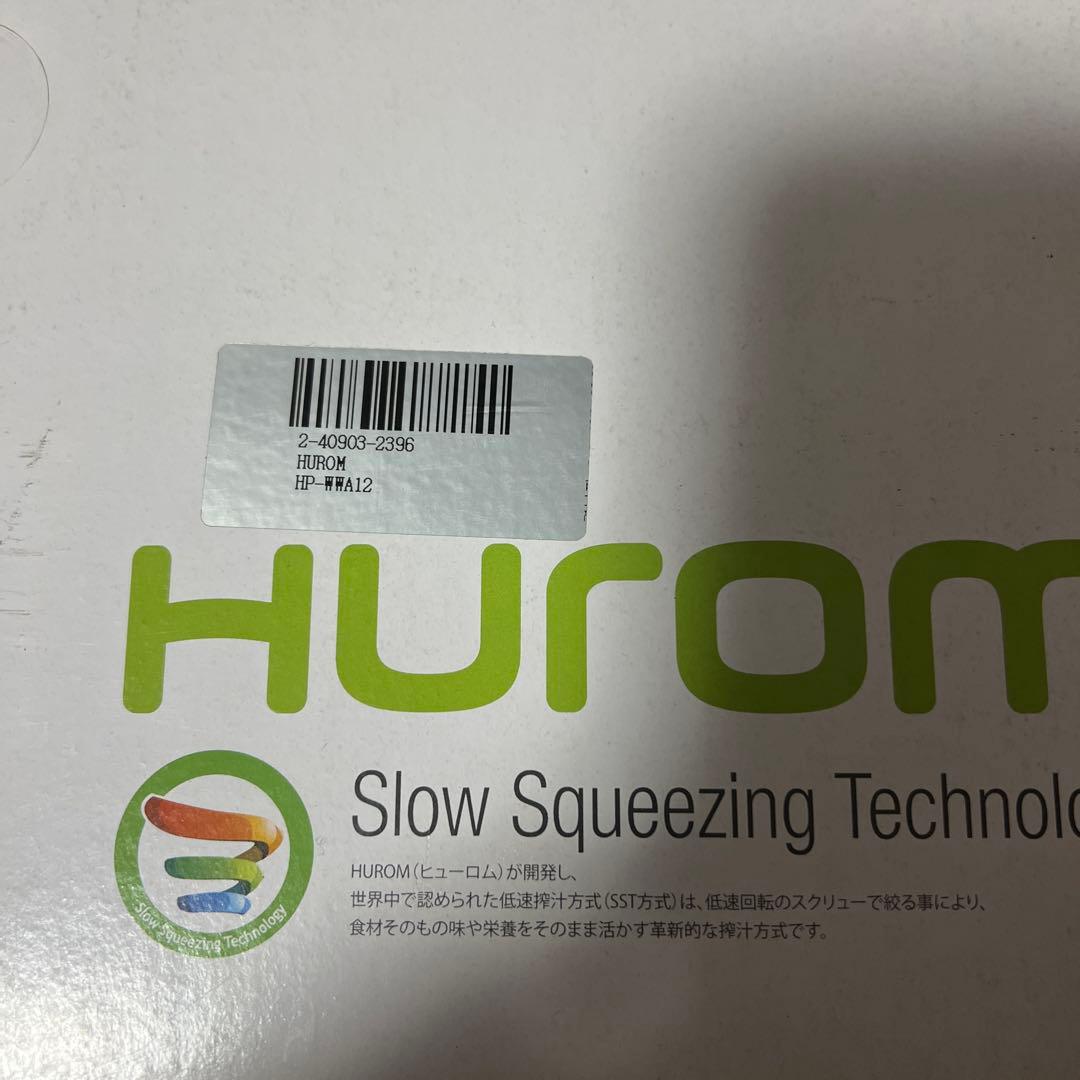 2-40903-2396
HUROM
HP-WWA12
HUROM
Slow Squeezing
Slow Squeezing Technology
HUROM(ヒューロム)が開発し、
世界中で認められた低速搾汁方式(SST方式)は、低速回転のスクリューで絞る事により、
食材そのもの味や栄養をそのまま活かす革新的な搾汁方式です。